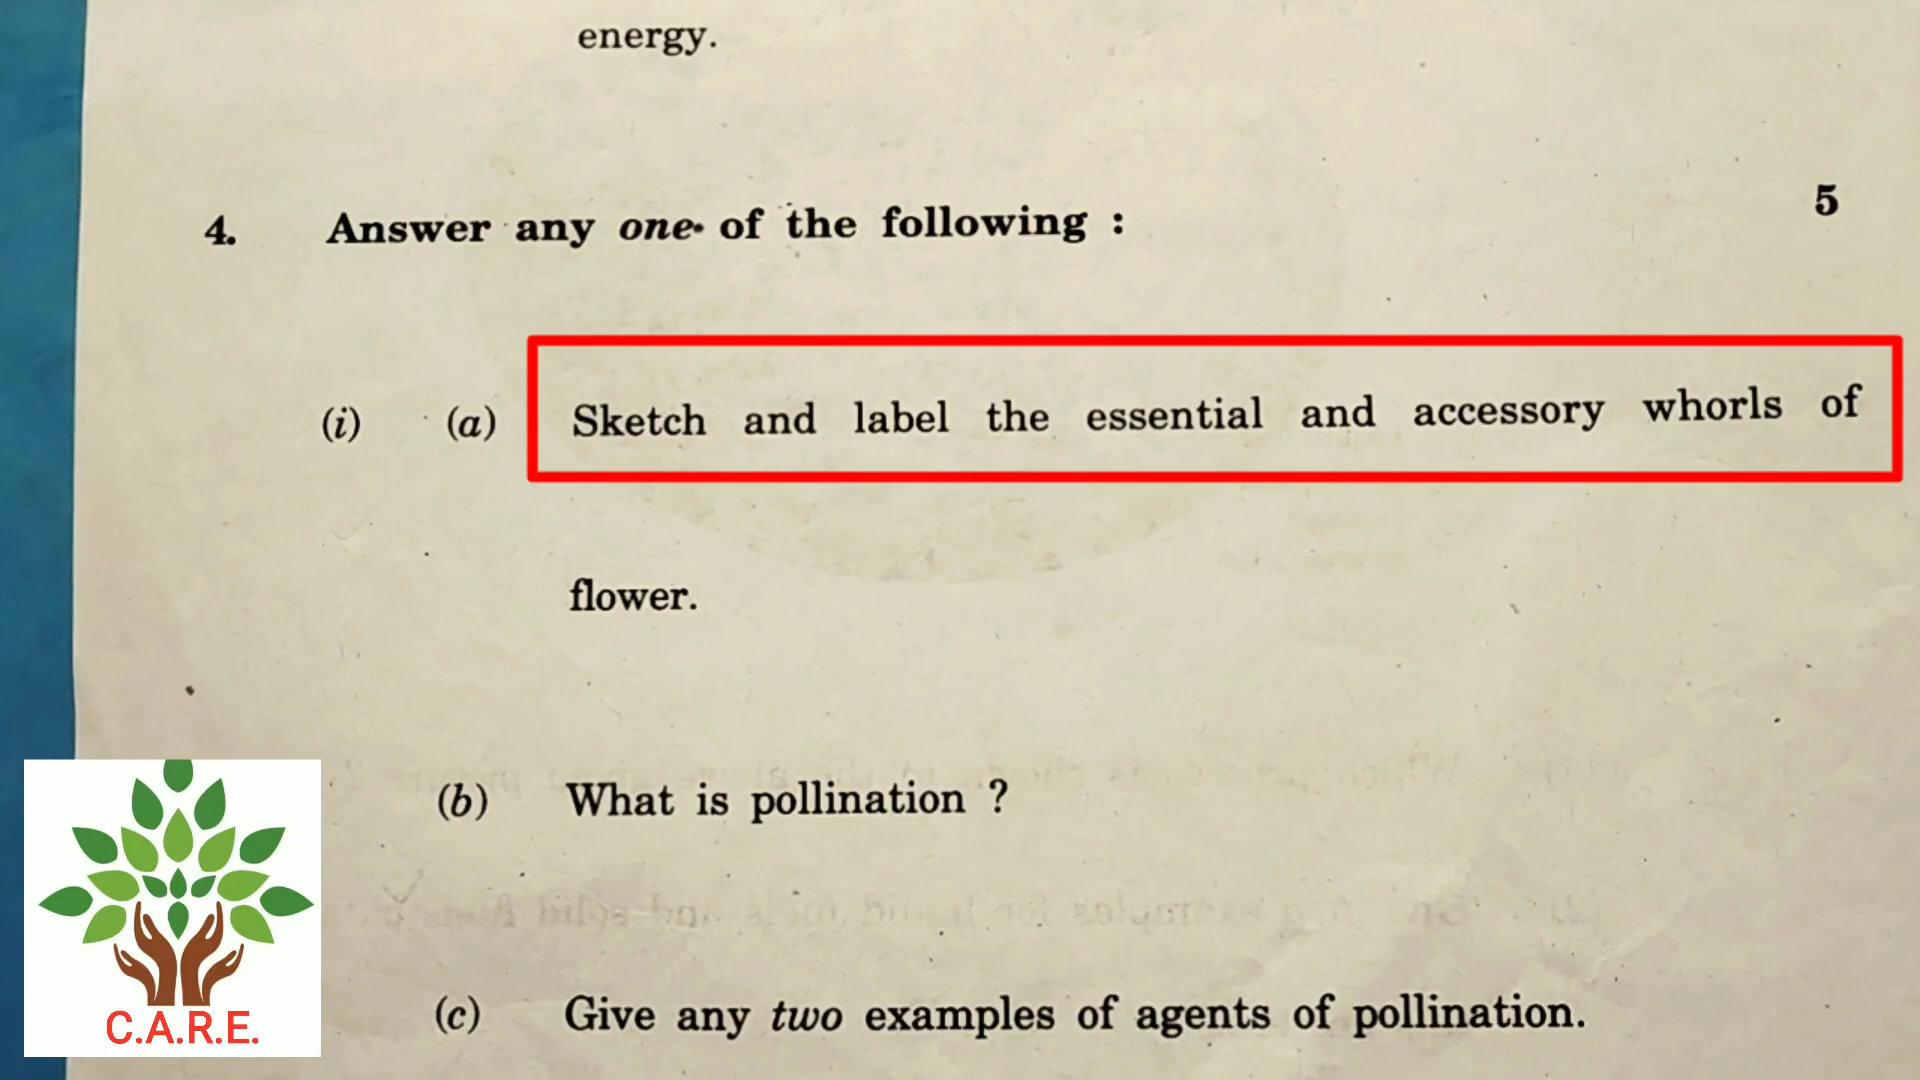 energy.
4. Answer any one of the following : 5
(i) (a) Sketch and label the essential and accessory whorls of
flower.
(b) What is pollination ?
(c) Give any two examples of agents of pollination.
C.A.R.E.